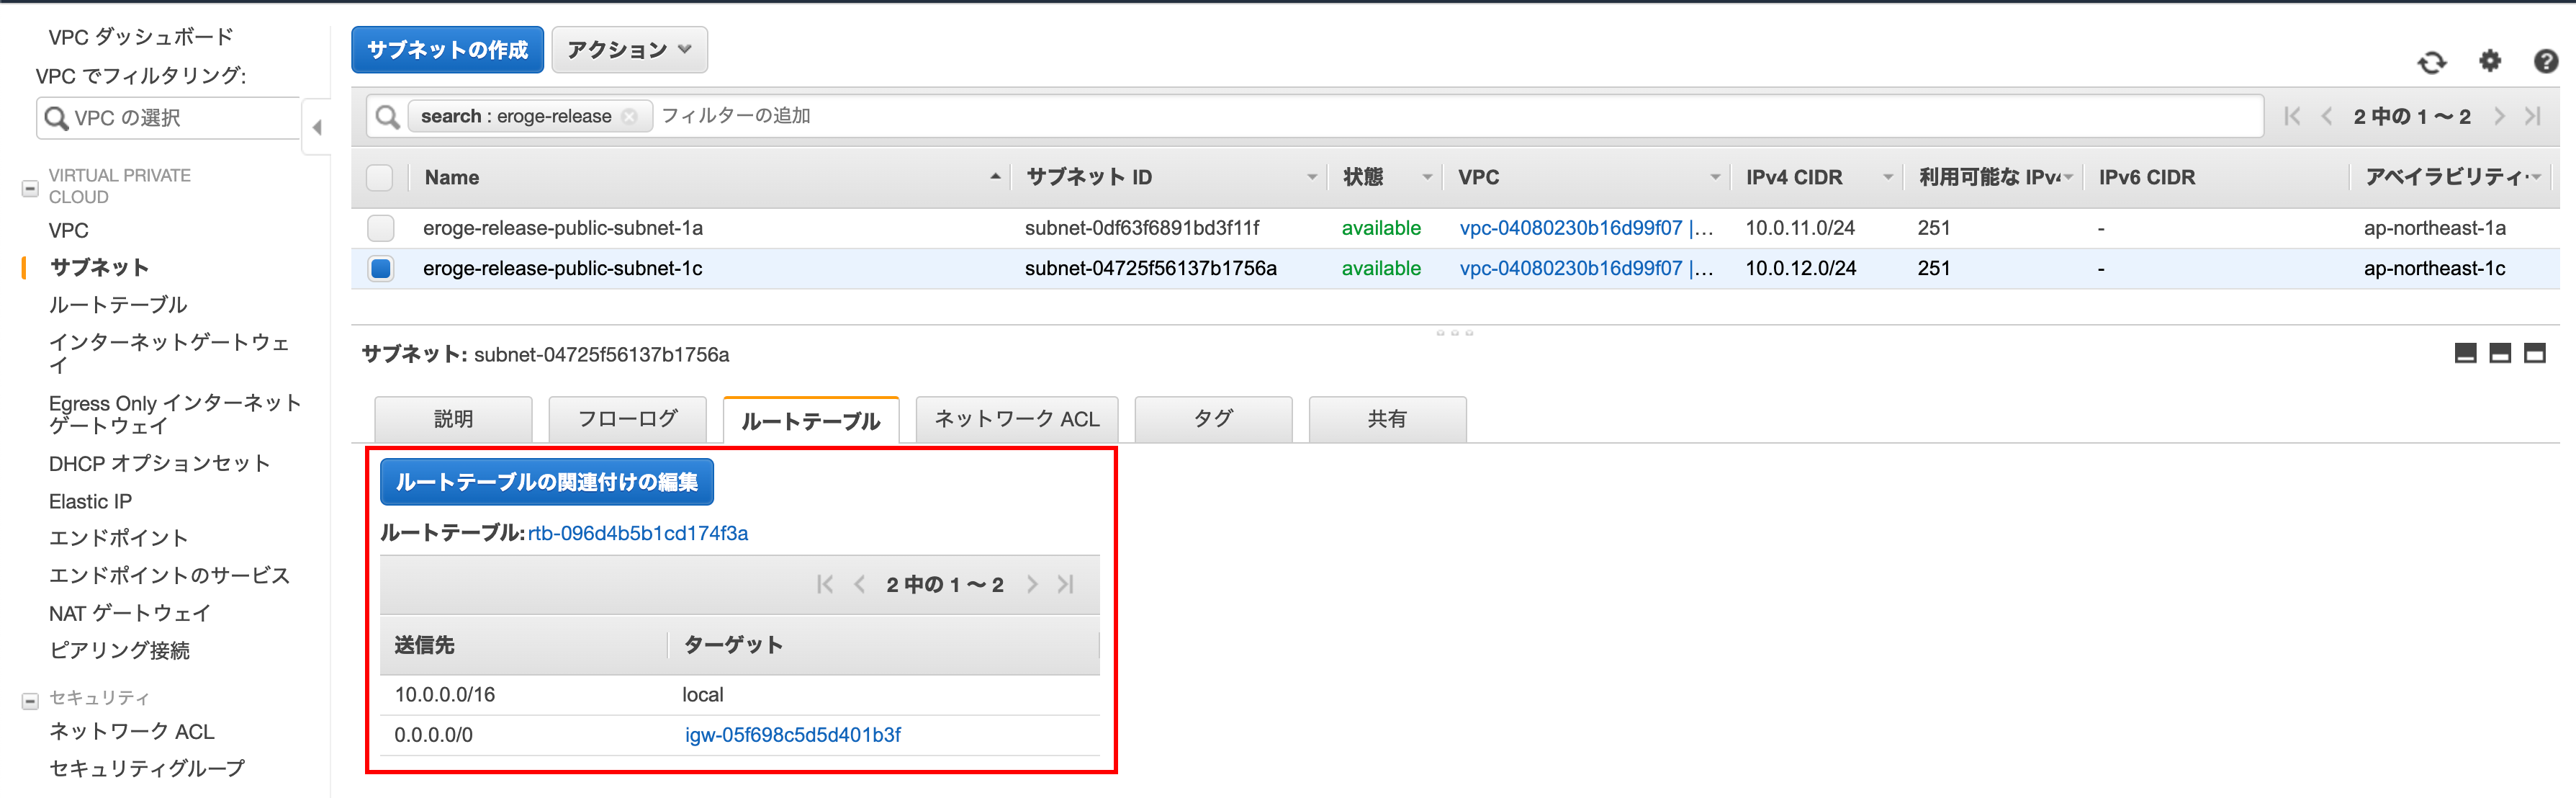 VPC ダッシュボード
VPC でフィルタリング:
VPC の選択
VIRTUAL PRIVATE
CLOUD
VPC
サブネット
ルートテーブル
インターネットゲートウェ
イ
Egress Only インターネット
ゲートウェイ
DHCP オプションセット
Elastic IP
エンドポイント
エンドポイントのサービス
NAT ゲートウェイ
ピアリング接続
セキュリティ
ネットワーク ACL
セキュリティグループ
サブネットの作成 アクション
search : eroge-release フィルターの追加 2 中の 1 〜 2
Name サブネット ID 状態 VPC IPv4 CIDR 利用可能な IPv4 IPv6 CIDR アベイラビリティ
eroge-release-public-subnet-1a subnet-0df63f6891bd3f11f available vpc-04080230b16d99f07 |… 10.0.11.0/24 251 - ap-northeast-1a
eroge-release-public-subnet-1c subnet-04725f56137b1756a available vpc-04080230b16d99f07 |… 10.0.12.0/24 251 - ap-northeast-1c
サブネット: subnet-04725f56137b1756a
説明 フローログ ルートテーブル ネットワーク ACL タグ 共有
ルートテーブルの関連付けの編集
ルートテーブル: rtb-096d4b5b1cd174f3a
2 中の 1 〜 2
送信先 ターゲット
10.0.0.0/16 local
0.0.0.0/0 igw-05f698c5d5d401b3f